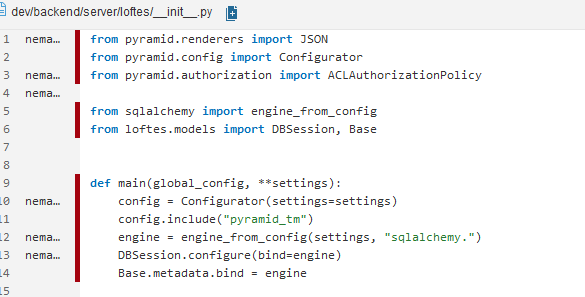 dev/backend/server/loftes/__init__.py
1 nema… from pyramid.renderers import JSON
2 from pyramid.config import Configurator
3 nema… from pyramid.authorization import ACLAuthorizationPolicy
4 nema…
5 from sqlalchemy import engine_from_config
6 from loftes.models import DBSession, Base
7
8
9 def main(global_config, **settings):
10 nema… config = Configurator(settings=settings)
11 config.include("pyramid_tm")
12 nema… engine = engine_from_config(settings, "sqlalchemy.")
13 nema… DBSession.configure(bind=engine)
14 Base.metadata.bind = engine
15